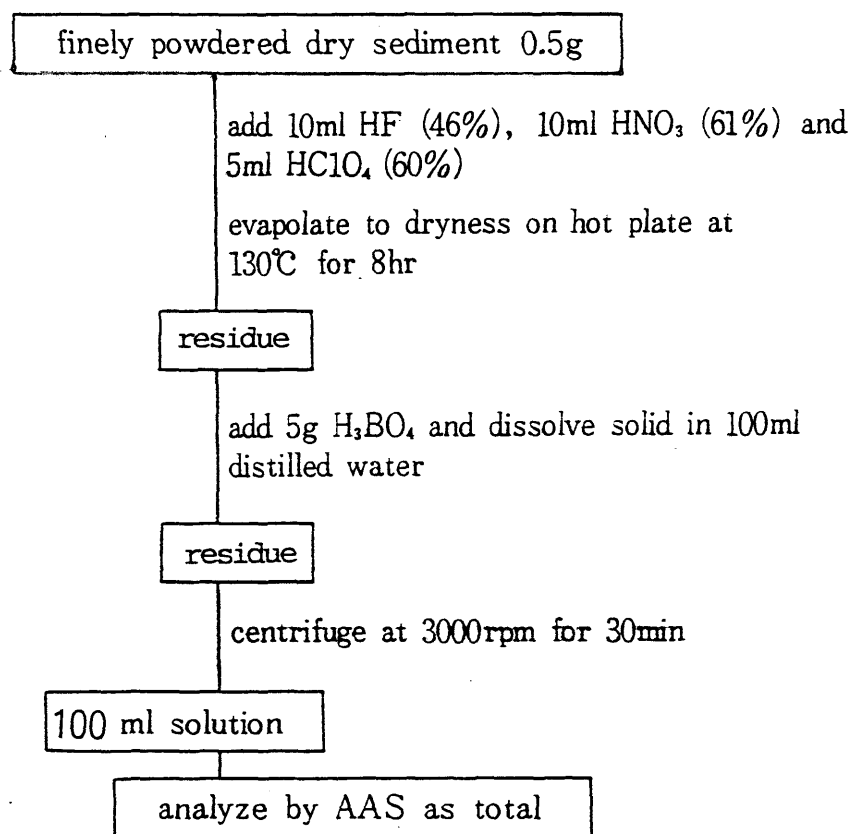 finely powdered dry sediment 0.5g
add 10ml HF (46%), 10ml HNO₃ (61%) and
5ml HClO₄ (60%)
evapolate to dryness on hot plate at
130℃ for 8hr
residue
add 5g H₃BO₄ and dissolve solid in 100ml
distilled water
residue
centrifuge at 3000rpm for 30min
100 ml solution
analyze by AAS as total